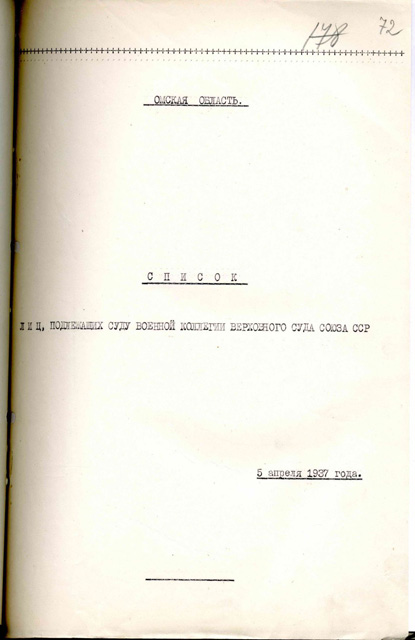 178 72
ОМСКАЯ ОБЛАСТЬ.
С П И С О К
Л И Ц, ПОДЛЕЖАЩИХ СУДУ ВОЕННОЙ КОЛЛЕГИИ ВЕРХОВНОГО СУДА СОЮЗА ССР
5 апреля 1937 года.